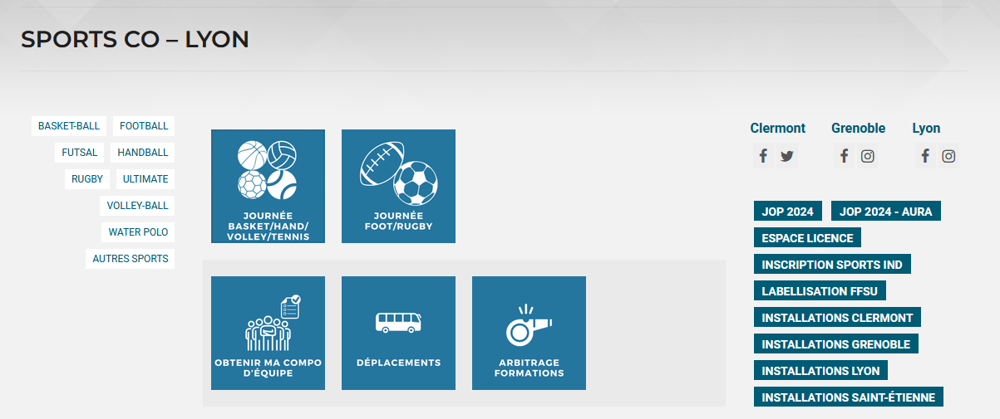 SPORTS CO – LYON
BASKET-BALL
FOOTBALL
FUTSAL
HANDBALL
RUGBY
ULTIMATE
VOLLEY-BALL
WATER POLO
AUTRES SPORTS
JOURNÉE
BASKET/HAND/
VOLLEY/TENNIS
JOURNÉE
FOOT/RUGBY
OBTENIR MA COMPO
D'ÉQUIPE
DÉPLACEMENTS
ARBITRAGE
FORMATIONS
Clermont
Grenoble
Lyon
JOP 2024
JOP 2024 - AURA
ESPACE LICENCE
INSCRIPTION SPORTS IND
LABELLISATION FFSU
INSTALLATIONS CLERMONT
INSTALLATIONS GRENOBLE
INSTALLATIONS LYON
INSTALLATIONS SAINT-ÉTIENNE